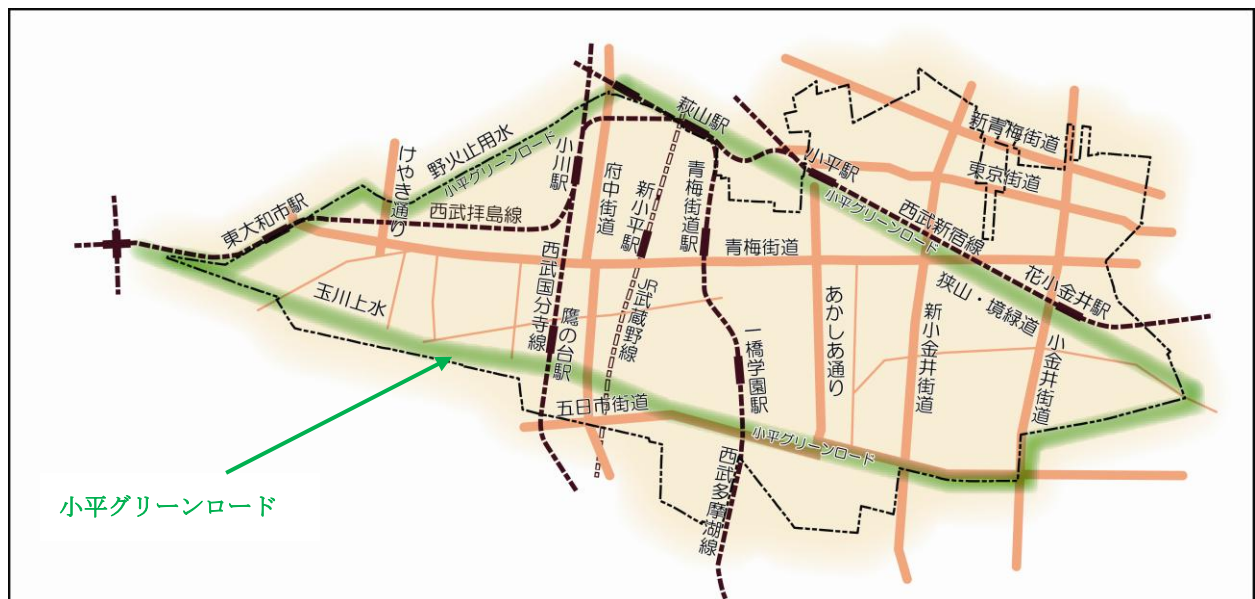 萩山駅
新青梅街道
東京街道
小平駅
野火止用水
小平グリーンロード
小川駅
府中街道
新小平駅
青梅街道駅
けやき通り
東大和市駅
西武拝島線
小平グリーンロード
西武新宿線
青梅街道
花小金井駅
狭山・境緑道
玉川上水
西武国分寺線
鷹の台駅
JR武蔵野線
一橋学園駅
あかしあ通り
新小金井街道
小金井街道
五日市街道
小平グリーンロード
西武多摩湖線
小平グリーンロード